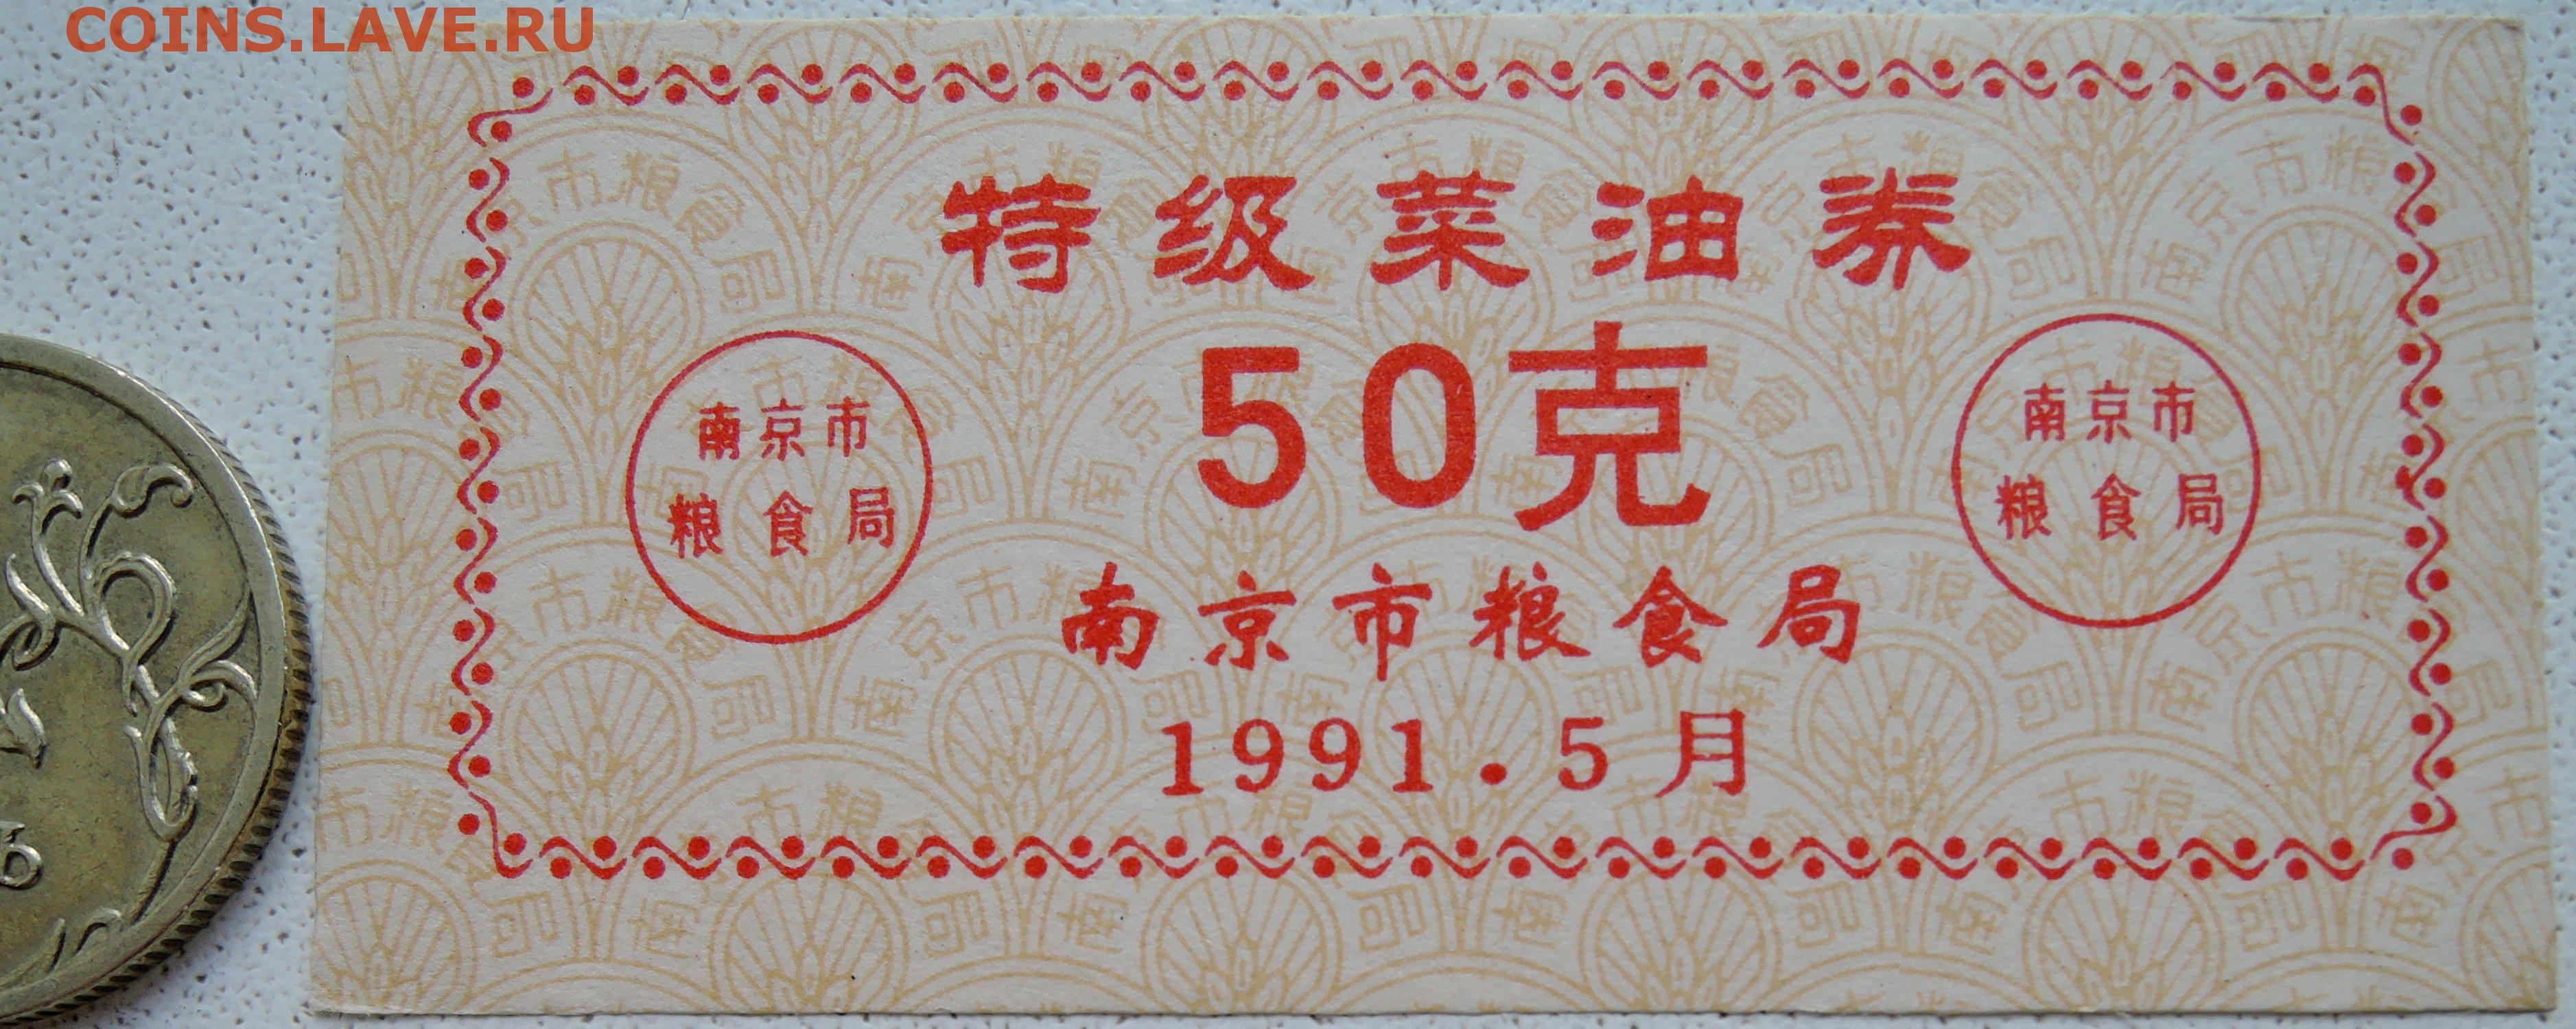 COINS.LAVE.RU
特级菜油券
50克
南京市
粮食局
南京市
粮食局
南京市粮食局
1991.5月